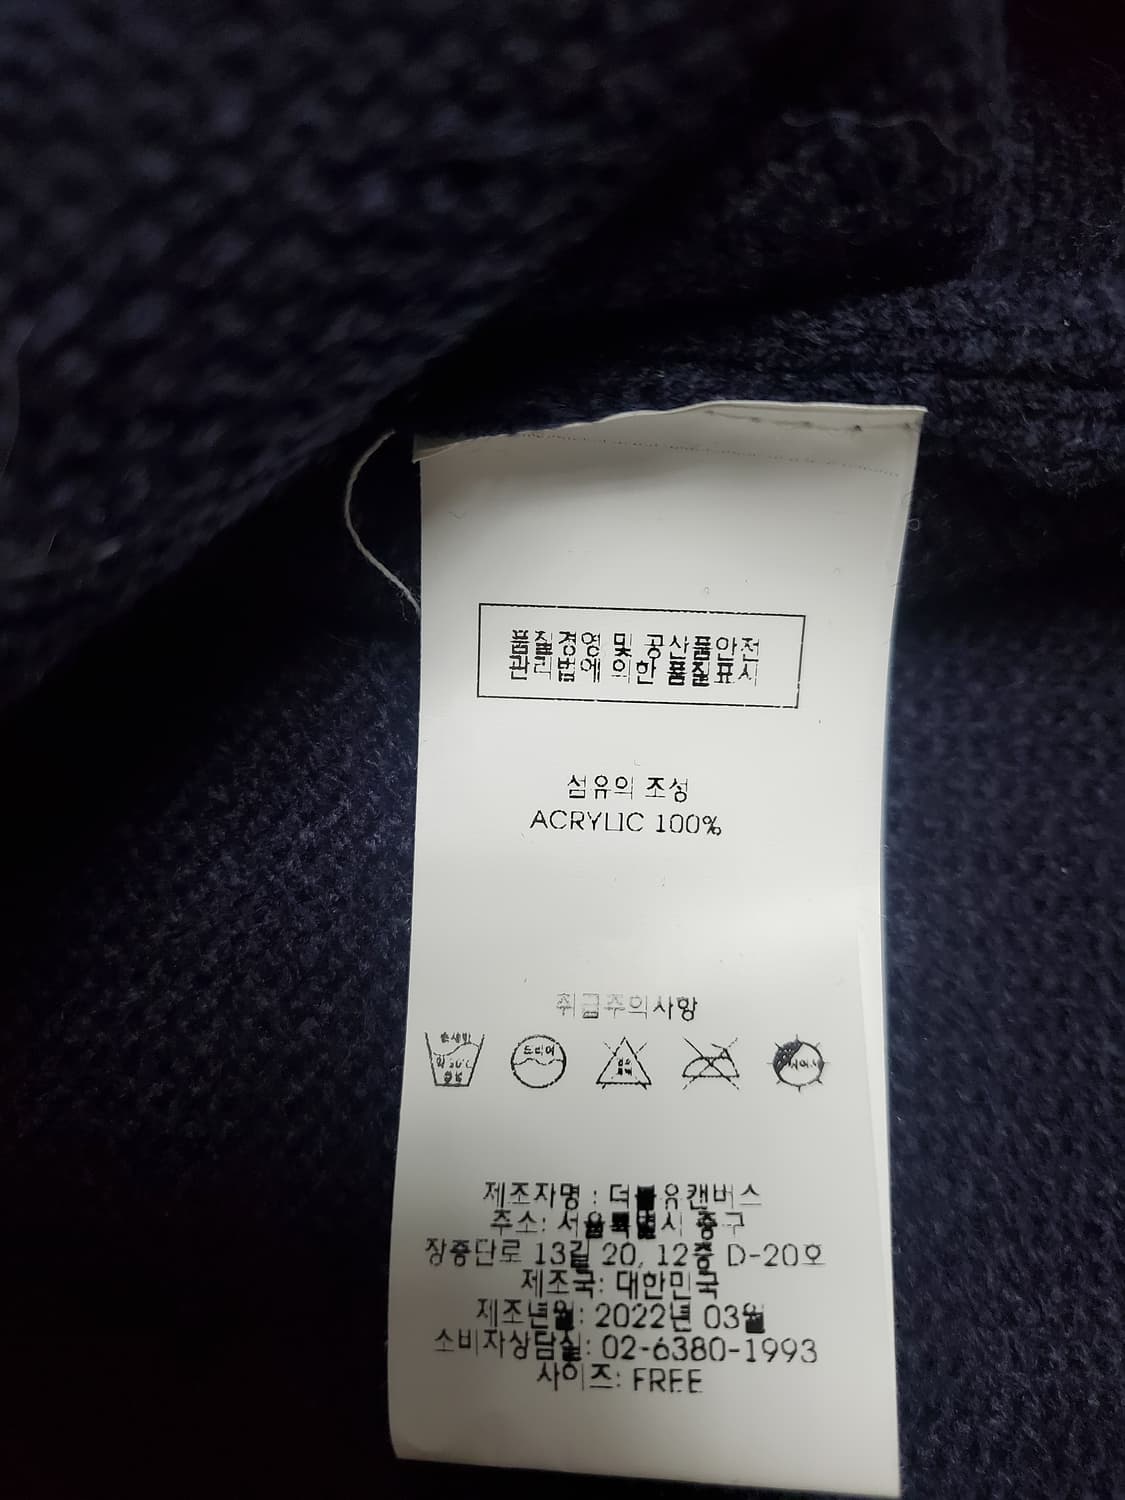 품질경영 및 공산품안전
관리법에 의한 품질표시
섬유의 조성
ACRYLIC 100%
취급주의사항
드라이
제조자명 : 더블유캔버스
주소: 서울특별시 중구
장충단로 13길 20, 12층 D-20호
제조국: 대한민국
제조년월: 2022년 03월
소비자상담실: 02-6380-1993
사이즈: FREE